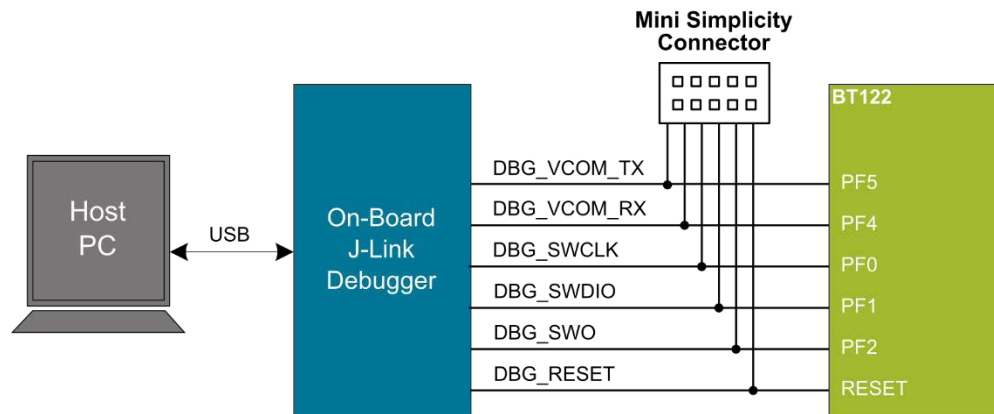 Mini Simplicity
Connector
BT122
Host
PC
USB
On-Board
J-Link
Debugger
DBG_VCOM_TX
PF5
DBG_VCOM_RX
PF4
DBG_SWCLK
PF0
DBG_SWDIO
PF1
DBG_SWO
PF2
DBG_RESET
RESET